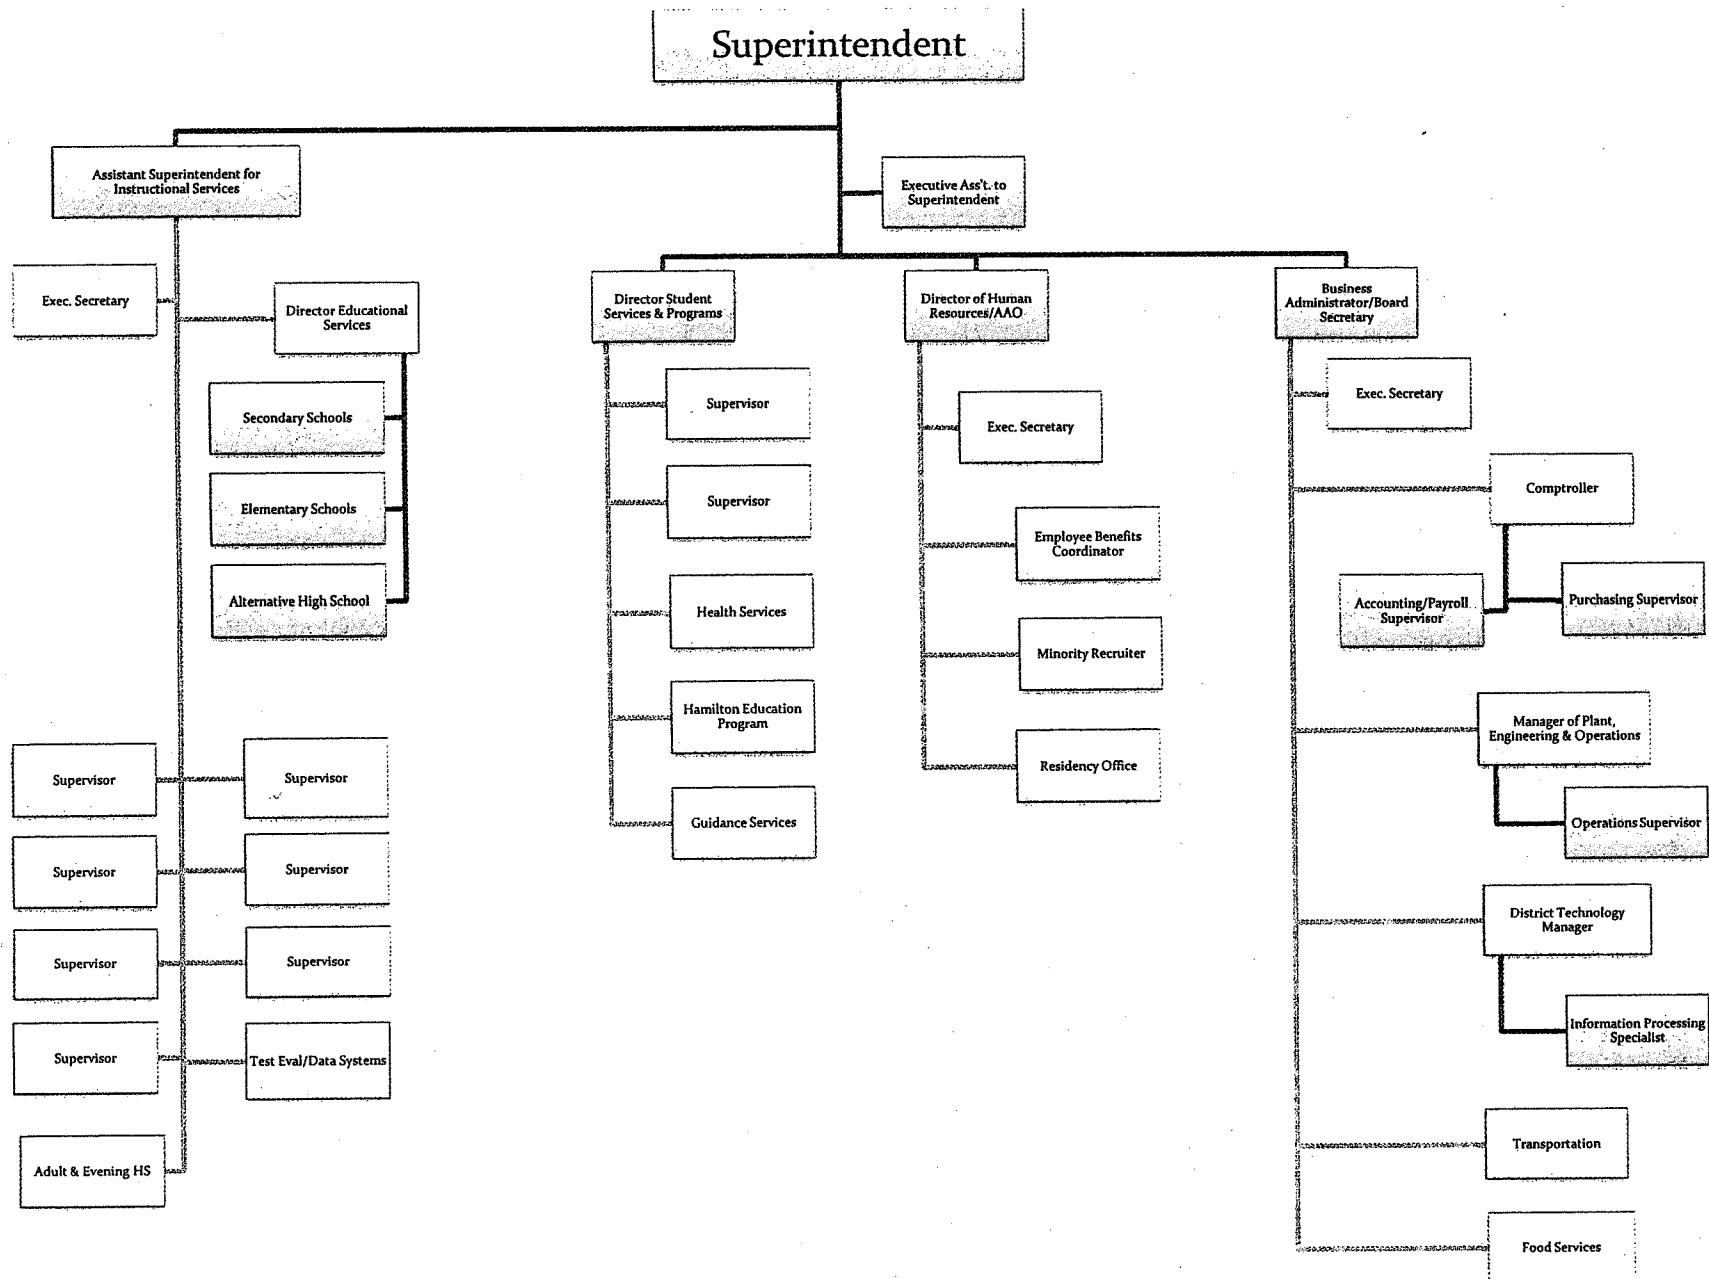 Superintendent
Assistant Superintendent for
Instructional Services
Executive Ass't. to
Superintendent
Exec. Secretary
Director Educational
Services
Secondary Schools
Elementary Schools
Alternative High School
Supervisor
Supervisor
Supervisor
Supervisor
Supervisor
Supervisor
Supervisor
Test Eval/Data Systems
Adult & Evening HS
Director Student
Services & Programs
Supervisor
Supervisor
Health Services
Hamilton Education
Program
Guidance Services
Director of Human
Resources/AAO
Exec. Secretary
Employee Benefits
Coordinator
Minority Recruiter
Residency Office
Business
Administrator/Board
Secretary
Exec. Secretary
Comptroller
Accounting/Payroll
Supervisor
Purchasing Supervisor
Manager of Plant,
Engineering & Operations
Operations Supervisor
District Technology
Manager
Information Processing
Specialist
Transportation
Food Services